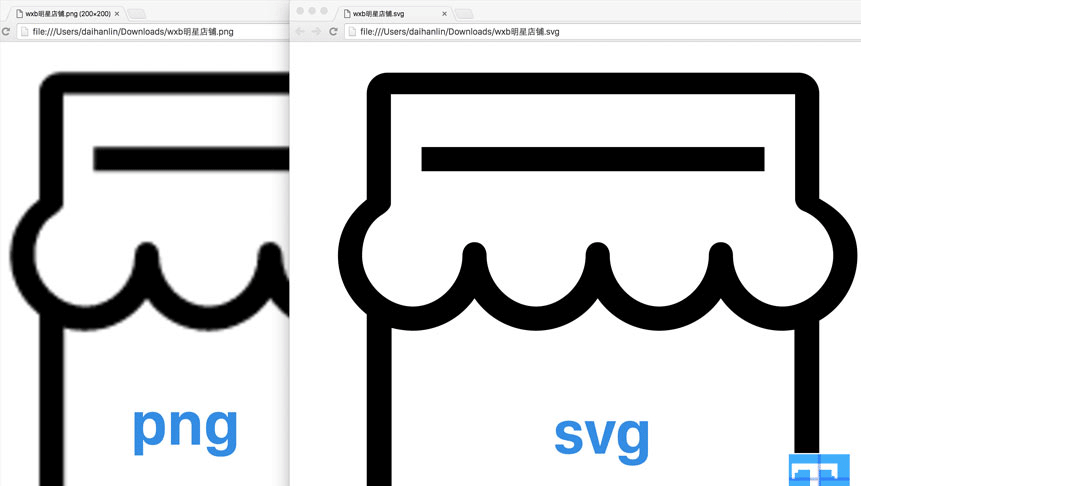 wxb明星店铺.png (200×200)
file:///Users/daihanlin/Downloads/wxb明星店铺.png
wxb明星店铺.svg
file:///Users/daihanlin/Downloads/wxb明星店铺.svg
png
svg